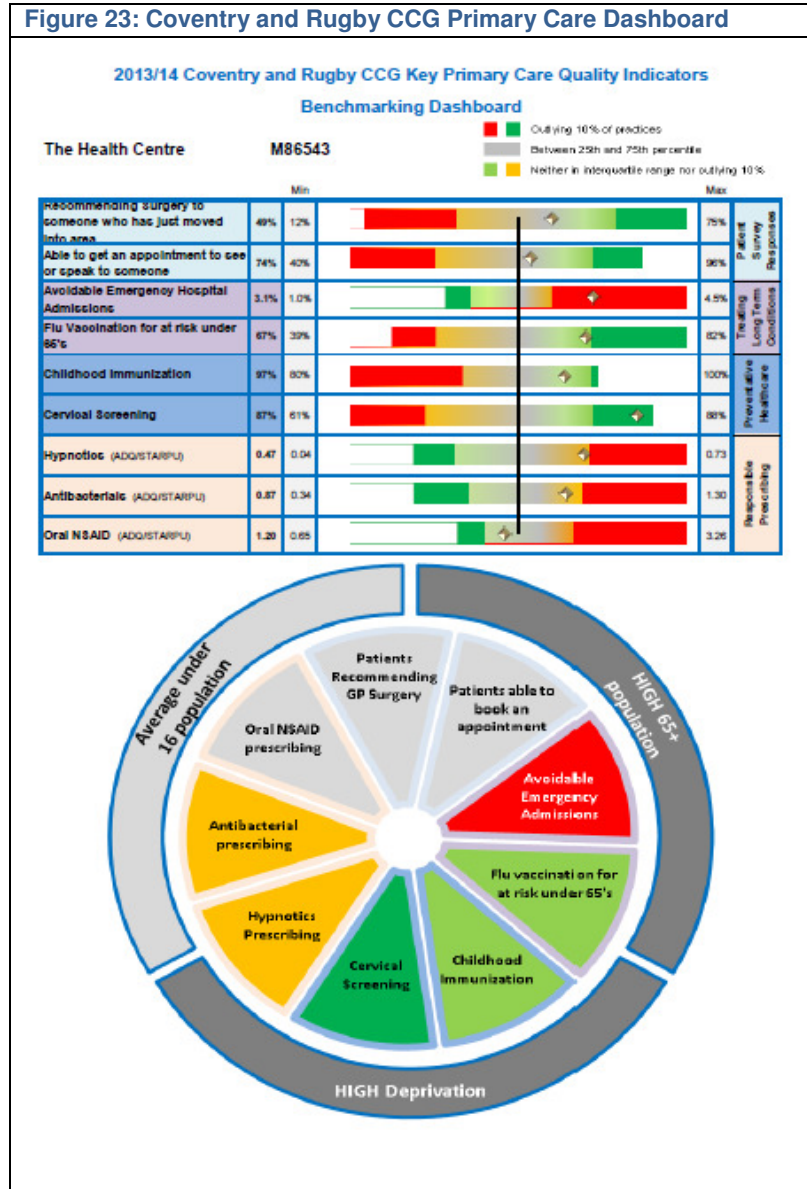 Figure 23: Coventry and Rugby CCG Primary Care Dashboard
2013/14 Coventry and Rugby CCG Key Primary Care Quality Indicators
Benchmarking Dashboard
The Health Centre M86543
Outlying 10% of practices
Between 25th and 75th percentile
Neither in interquartile range nor outlying 10%
Min Max
Recommending Surgery to
someone who has just moved
into area
49% 12% 75%
Able to get an appointment to see
or speak to someone
74% 40% 96%
Patient
Survey
Responses
Avoidable Emergency Hospital
Admissions
3.1% 1.0% 4.5%
Flu Vaccination for at risk under
65's
67% 39% 82%
Treating
Long Term
Conditions
Childhood Immunization 97% 80% 100%
Cervical Screening 87% 61% 88%
Preventative
Healthcare
Hypnotics (ADQ/STARPU) 0.47 0.04 0.73
Antibacterials (ADQ/STARPU) 0.87 0.34 1.30
Oral NSAID (ADQ/STARPU) 1.20 0.65 3.26
Responsible
Prescribing
Average under
16 population
HIGH 65+
population
Patients
Recommending
GP Surgery
Patients able to
book an
appointment
Oral NSAID
prescribing
Avoidable
Emergency
Admissions
Antibacterial
prescribing
Flu vaccination for
at risk under 65's
Hypnotics
Prescribing
Cervical
Screening
Childhood
Immunization
HIGH Deprivation